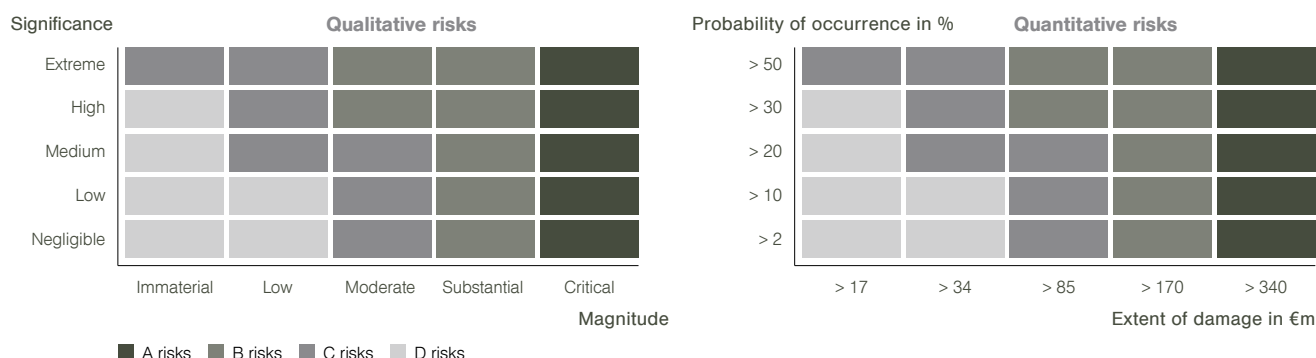 Significance
Qualitative risks
Extreme
High
Medium
Low
Negligible
Immaterial Low Moderate Substantial Critical
Magnitude
Probability of occurrence in %
Quantitative risks
> 50
> 30
> 20
> 10
> 2
> 17 > 34 > 85 > 170 > 340
Extent of damage in €m
A risks B risks C risks D risks